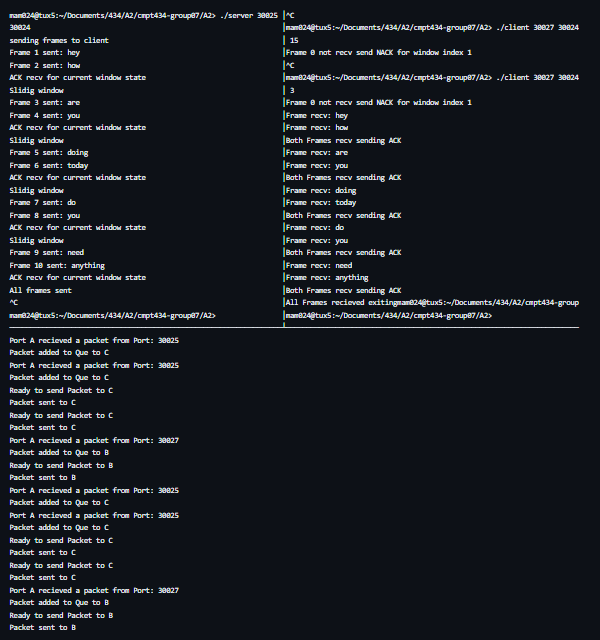 mam024@tux5:~/Documents/434/A2/cmpt434-group07/A2> ./server 30025
30024
sending frames to client
Frame 1 sent: hey
Frame 2 sent: how
ACK recv for current window state
Slidig window
Frame 3 sent: are
Frame 4 sent: you
ACK recv for current window state
Slidig window
Frame 5 sent: doing
Frame 6 sent: today
ACK recv for current window state
Slidig window
Frame 7 sent: do
Frame 8 sent: you
ACK recv for current window state
Slidig window
Frame 9 sent: need
Frame 10 sent: anything
ACK recv for current window state
All frames sent
^C
mam024@tux5:~/Documents/434/A2/cmpt434-group07/A2>
^C
mam024@tux5:~/Documents/434/A2/cmpt434-group07/A2> ./client 30027 30024
15
Frame 0 not recv send NACK for window index 1
^C
mam024@tux5:~/Documents/434/A2/cmpt434-group07/A2> ./client 30027 30024
3
Frame 0 not recv send NACK for window index 1
Frame recv: hey
Frame recv: how
Both Frames recv sending ACK
Frame recv: are
Frame recv: you
Both Frames recv sending ACK
Frame recv: doing
Frame recv: today
Both Frames recv sending ACK
Frame recv: do
Frame recv: you
Both Frames recv sending ACK
Frame recv: need
Frame recv: anything
Both Frames recv sending ACK
All Frames recieved exitingmam024@tux5:~/Documents/434/A2/cmpt434-group
mam024@tux5:~/Documents/434/A2/cmpt434-group07/A2>
Port A recieved a packet from Port: 30025
Packet added to Que to C
Port A recieved a packet from Port: 30025
Packet added to Que to C
Ready to send Packet to C
Packet sent to C
Ready to send Packet to C
Packet sent to C
Port A recieved a packet from Port: 30027
Packet added to Que to B
Ready to send Packet to B
Packet sent to B
Port A recieved a packet from Port: 30025
Packet added to Que to C
Port A recieved a packet from Port: 30025
Packet added to Que to C
Ready to send Packet to C
Packet sent to C
Ready to send Packet to C
Packet sent to C
Port A recieved a packet from Port: 30027
Packet added to Que to B
Ready to send Packet to B
Packet sent to B